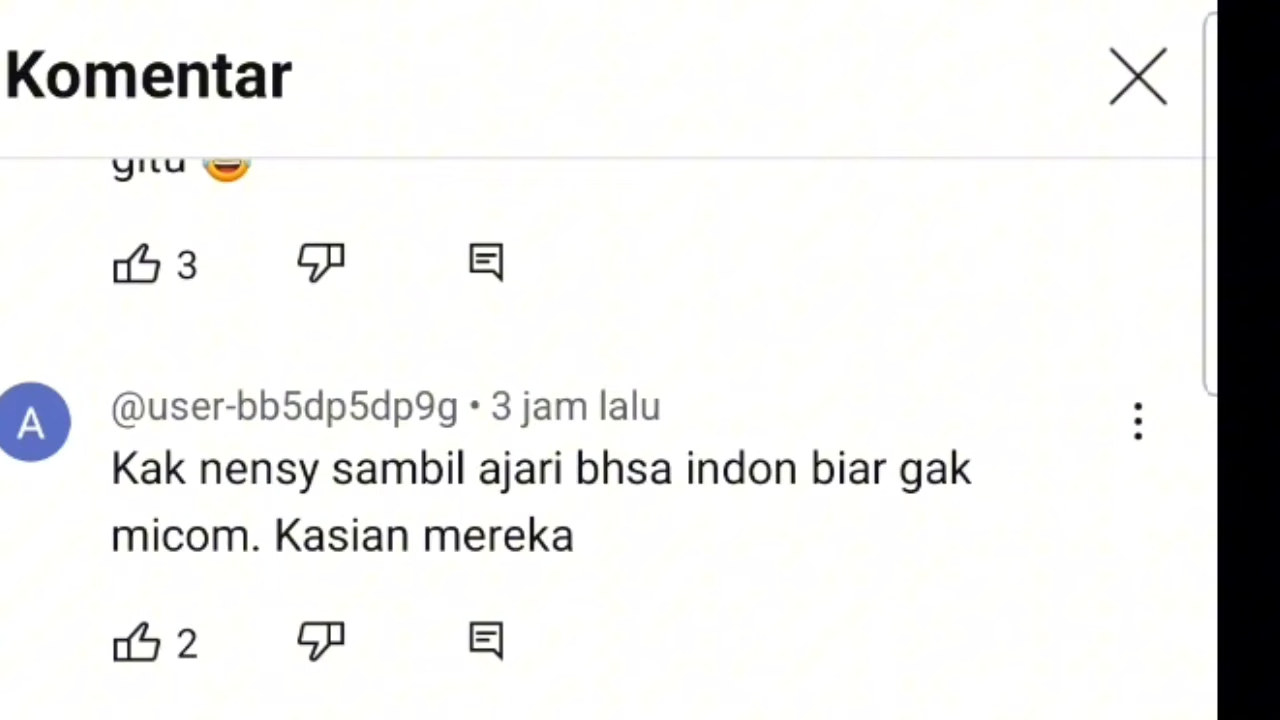 Komentar
gitu 😂
3
A
@user-bb5dp5dp9g • 3 jam lalu
Kak nensy sambil ajari bhsa indon biar gak
micom. Kasian mereka
2